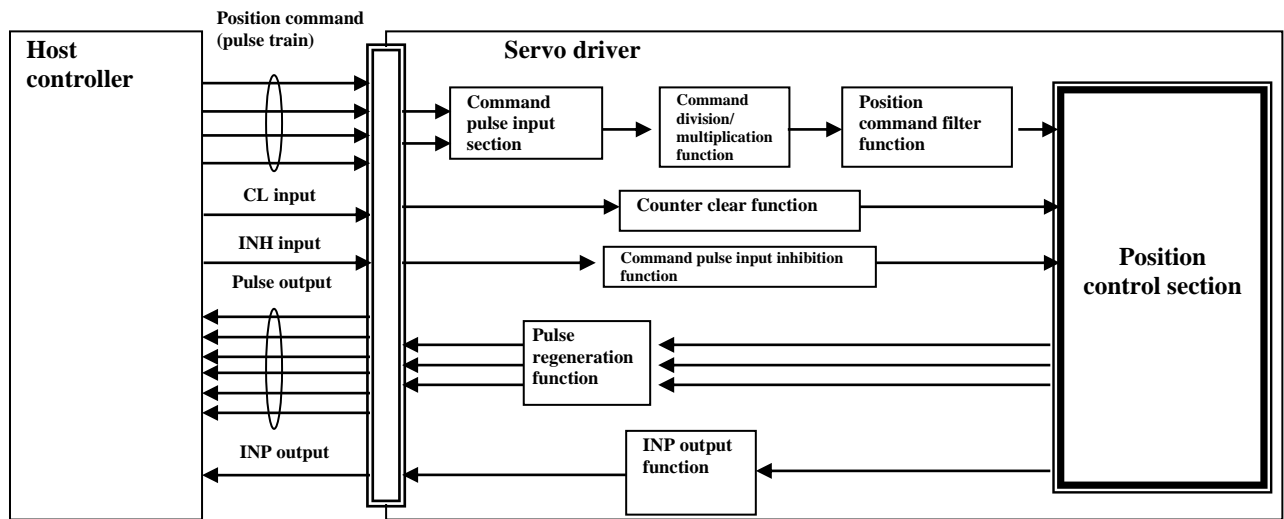 Position command
(pulse train)
Host
controller
Servo driver
Command
pulse input
section
Command
division/
multiplication
function
Position
command filter
function
CL input
Counter clear function
INH input
Command pulse input inhibition
function
Position
control section
Pulse output
Pulse
regeneration
function
INP output
INP output
function